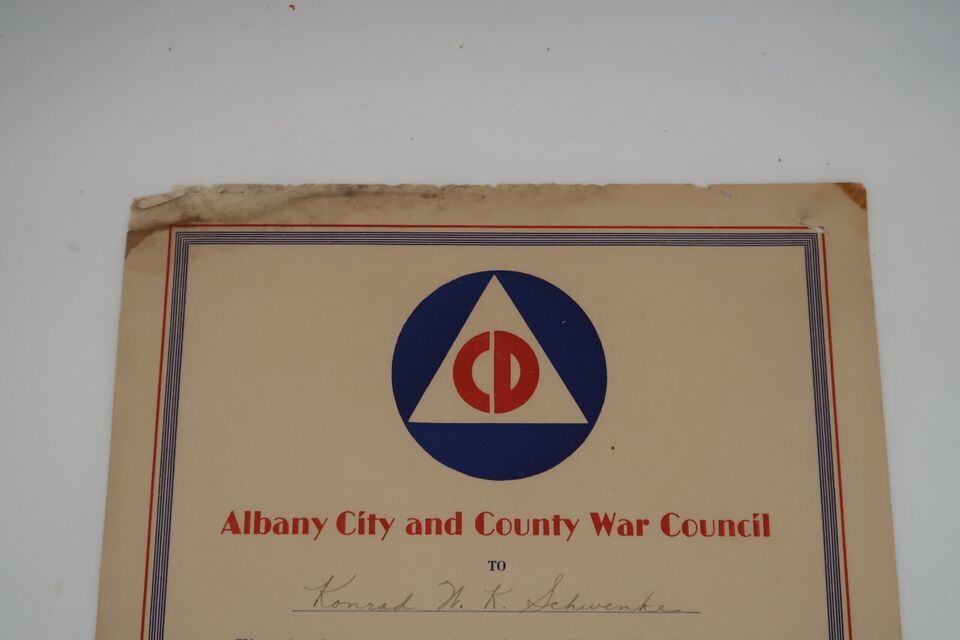 CD
Albany City and County War Council
TO
Konrad W. K. Schwenke